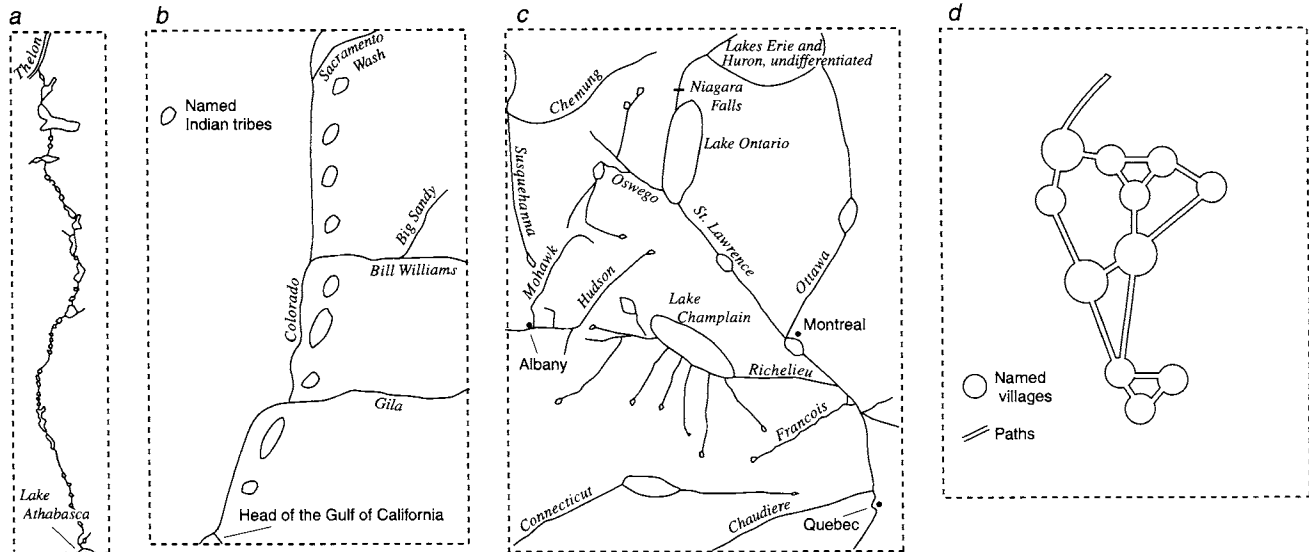 a
Thelon
Lake
Athabasca
b
Sacramento
Wash
Named
Indian tribes
Big Sandy
Bill Williams
Colorado
Gila
Head of the Gulf of California
c
Lakes Erie and
Huron, undifferentiated
Chemung
Niagara
Falls
Lake Ontario
Susquehanna
Oswego
St. Lawrence
Ottawa
Mohawk
Hudson
Lake
Champlain
Montreal
Albany
Richelieu
Francois
Connecticut
Chaudiere
Quebec
d
Named
villages
Paths